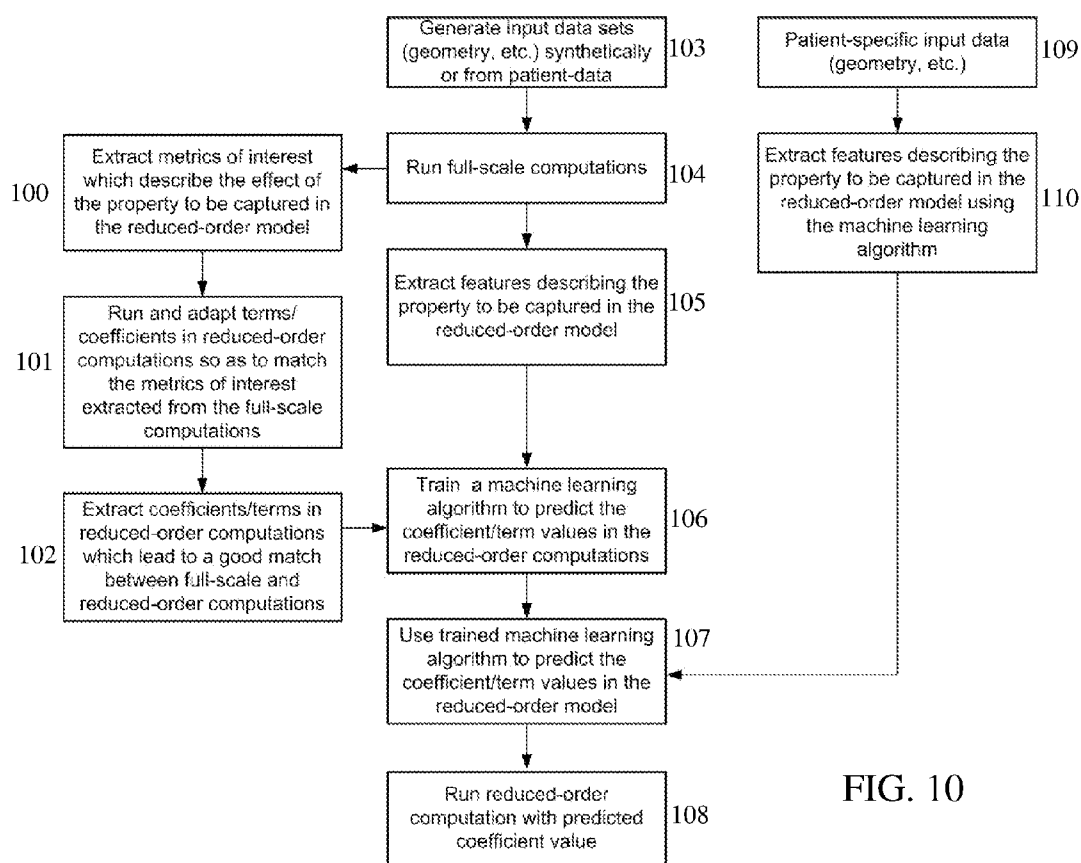 Generate input data sets
(geometry, etc.) synthetically
or from patient-data
103
Patient-specific input data
(geometry, etc.)
109
Extract metrics of interest
which describe the effect of
the property to be captured in
the reduced-order model
100
Run full-scale computations
104
Extract features describing the
property to be captured in the
reduced-order model using
the machine learning
algorithm
110
Run and adapt terms/
coefficients in reduced-order
computations so as to match
the metrics of interest
extracted from the full-scale
computations
101
Extract features describing the
property to be captured in the
reduced-order model
105
Extract coefficients/terms in
reduced-order computations
which lead to a good match
between full-scale and
reduced-order computations
102
Train a machine learning
algorithm to predict the
coefficient/term values in the
reduced-order computations
106
Use trained machine learning
algorithm to predict the
coefficient/term values in the
reduced-order model
107
Run reduced-order
computation with predicted
coefficient value
108
FIG. 10